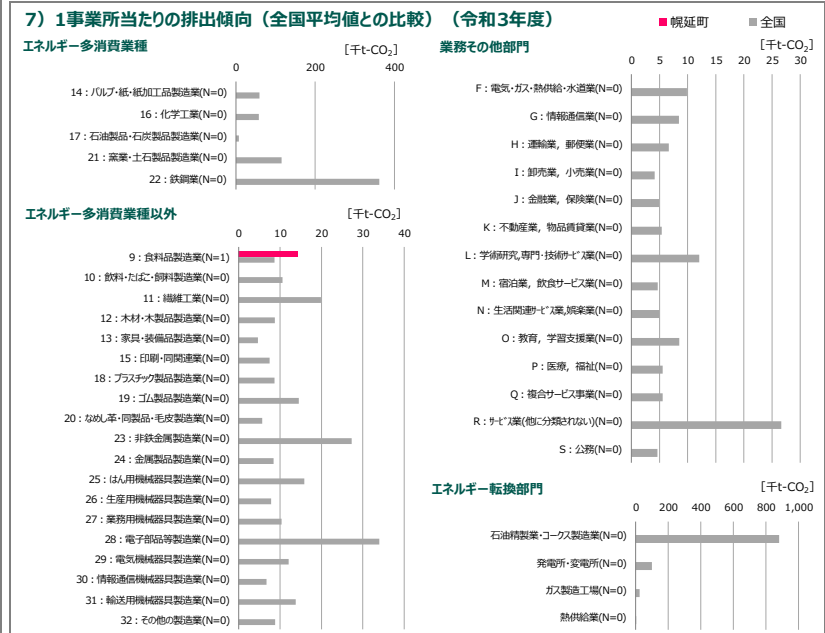 7）1事業所当たりの排出傾向（全国平均値との比較）（令和3年度）
■幌延町 ■全国
エネルギー多消費業種
[千t-CO₂]
0 200 400
14：パルプ・紙・紙加工品製造業(N=0)
16：化学工業(N=0)
17：石油製品・石炭製品製造業(N=0)
21：窯業・土石製品製造業(N=0)
22：鉄鋼業(N=0)
エネルギー多消費業種以外
[千t-CO₂]
0 10 20 30 40
9：食料品製造業(N=1)
10：飲料・たばこ・飼料製造業(N=0)
11：繊維工業(N=0)
12：木材・木製品製造業(N=0)
13：家具・装備品製造業(N=0)
15：印刷・同関連業(N=0)
18：プラスチック製品製造業(N=0)
19：ゴム製品製造業(N=0)
20：なめし革・同製品・毛皮製造業(N=0)
23：非鉄金属製造業(N=0)
24：金属製品製造業(N=0)
25：はん用機械器具製造業(N=0)
26：生産用機械器具製造業(N=0)
27：業務用機械器具製造業(N=0)
28：電子部品等製造業(N=0)
29：電気機械器具製造業(N=0)
30：情報通信機械器具製造業(N=0)
31：輸送用機械器具製造業(N=0)
32：その他の製造業(N=0)
業務その他部門
[千t-CO₂]
0 5 10 15 20 25 30
F：電気・ガス・熱供給・水道業(N=0)
G：情報通信業(N=0)
H：運輸業，郵便業(N=0)
I：卸売業，小売業(N=0)
J：金融業，保険業(N=0)
K：不動産業，物品賃貸業(N=0)
L：学術研究,専門・技術ｻｰﾋﾞｽ業(N=0)
M：宿泊業，飲食サービス業(N=0)
N：生活関連ｻｰﾋﾞｽ業,娯楽業(N=0)
O：教育，学習支援業(N=0)
P：医療，福祉(N=0)
Q：複合サービス事業(N=0)
R：ｻｰﾋﾞｽ業(他に分類されない)(N=0)
S：公務(N=0)
エネルギー転換部門
[千t-CO₂]
0 200 400 600 800 1,000
石油精製業・コークス製造業(N=0)
発電所・変電所(N=0)
ガス製造工場(N=0)
熱供給業(N=0)